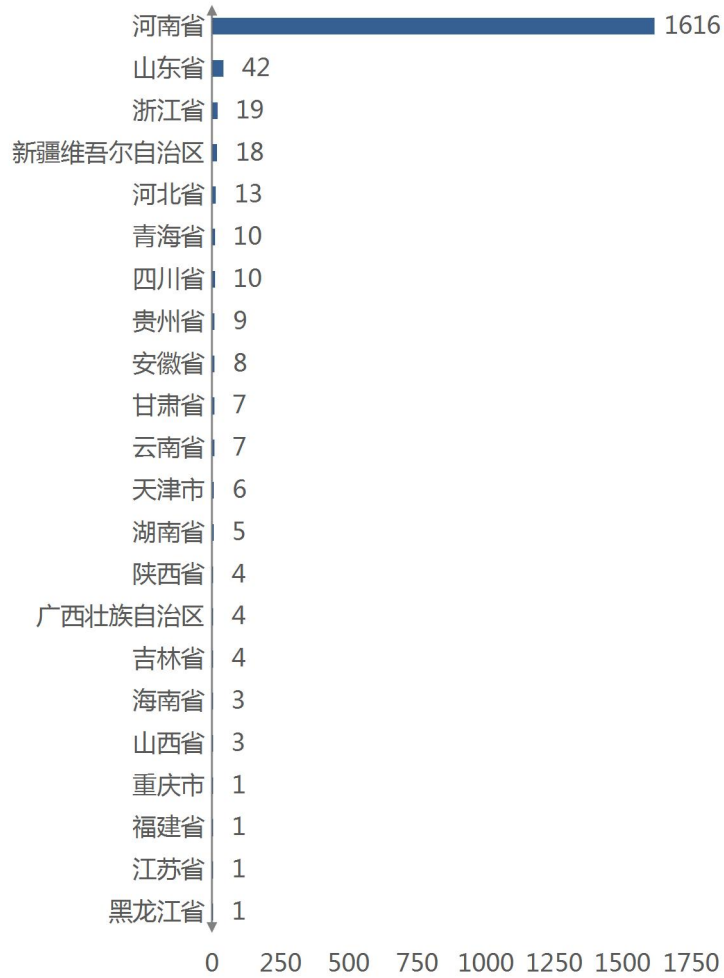 河南省 1616
山东省 42
浙江省 19
新疆维吾尔自治区 18
河北省 13
青海省 10
四川省 10
贵州省 9
安徽省 8
甘肃省 7
云南省 7
天津市 6
湖南省 5
陕西省 4
广西壮族自治区 4
吉林省 4
海南省 3
山西省 3
重庆市 1
福建省 1
江苏省 1
黑龙江省 1
0 250 500 750 1000 1250 1500 1750